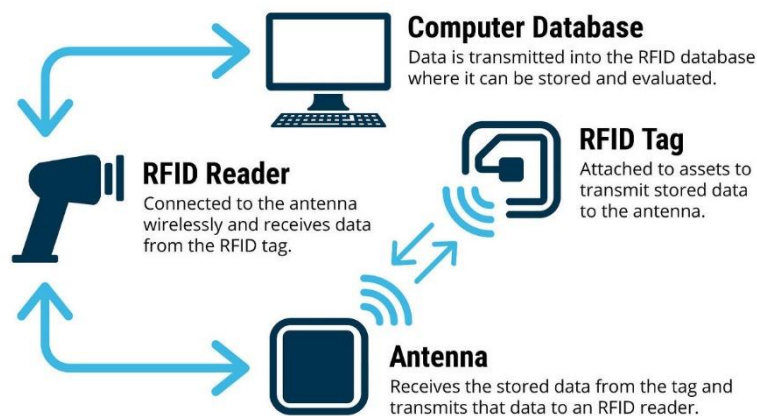 Computer Database
Data is transmitted into the RFID database
where it can be stored and evaluated.
RFID Tag
Attached to assets to
transmit stored data
to the antenna.
RFID Reader
Connected to the antenna
wirelessly and receives data
from the RFID tag.
Antenna
Receives the stored data from the tag and
transmits that data to an RFID reader.